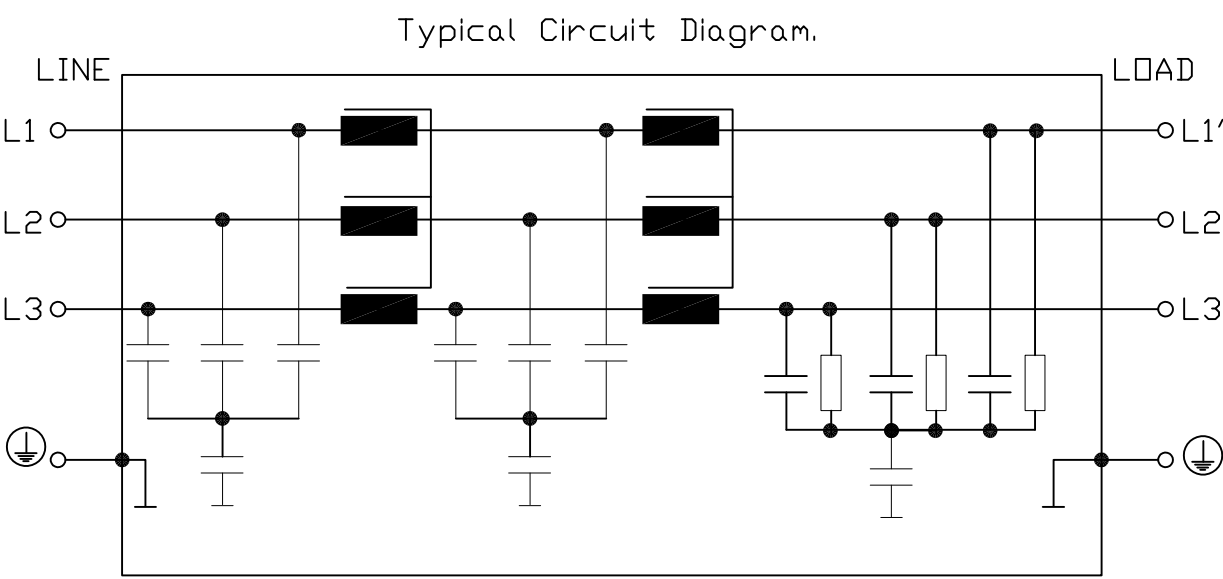 Typical Circuit Diagram.
LINE
LOAD
L1
L1'
L2
L2
L3
L3